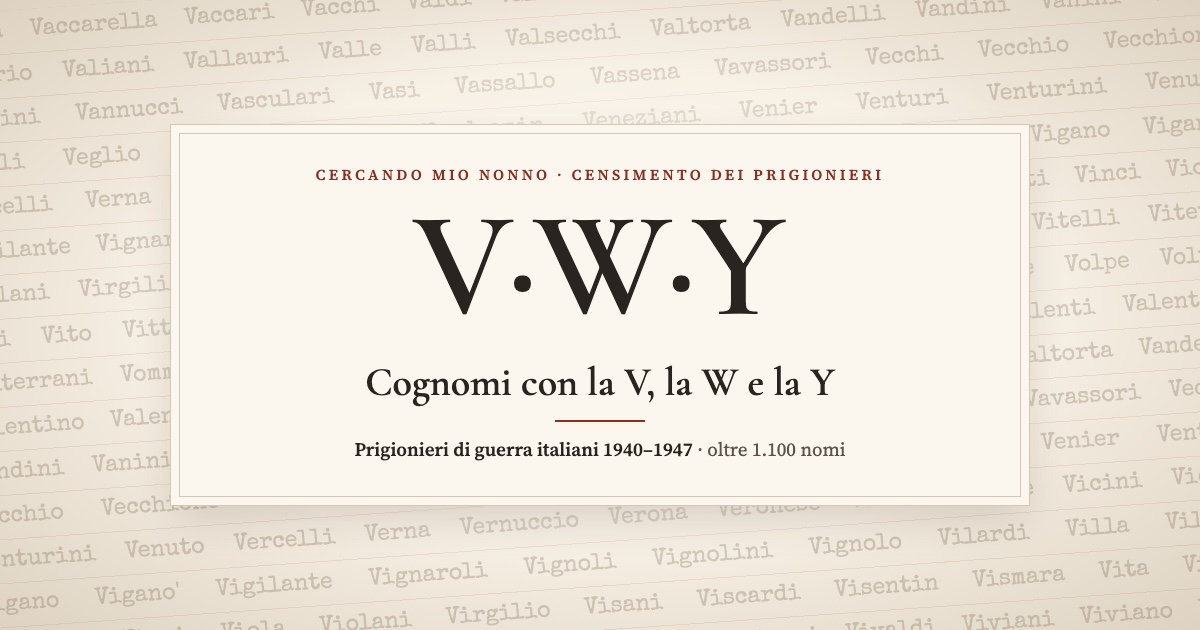 Vaccarella Vaccari Vacchi Vandelli Vandini
Valiani Vallauri Valle Valli Valsecchi Valtorta Vecchi Vecchio
Vannucci Vasculari Vasi Vassallo Vassena Vavassori Venturi Venturini
Veglio Veneziani Venier Vigano
Verna Vinci
Vitelli
Volpe
CERCANDO MIO NONNO · CENSIMENTO DEI PRIGIONIERI
V·W·Y
Cognomi con la V, la W e la Y
Prigionieri di guerra italiani 1940–1947 · oltre 1.100 nomi
Vito
Venier
Vicini
Venuto Vercelli Verna Vernuccio Verona
Vigano' Vigilante Vignaroli Vignoli Vignolini Vignolo Vilardi Villa
Violani Virgilio Visani Viscardi Visentin Vismara Vita
Viviani Viviano